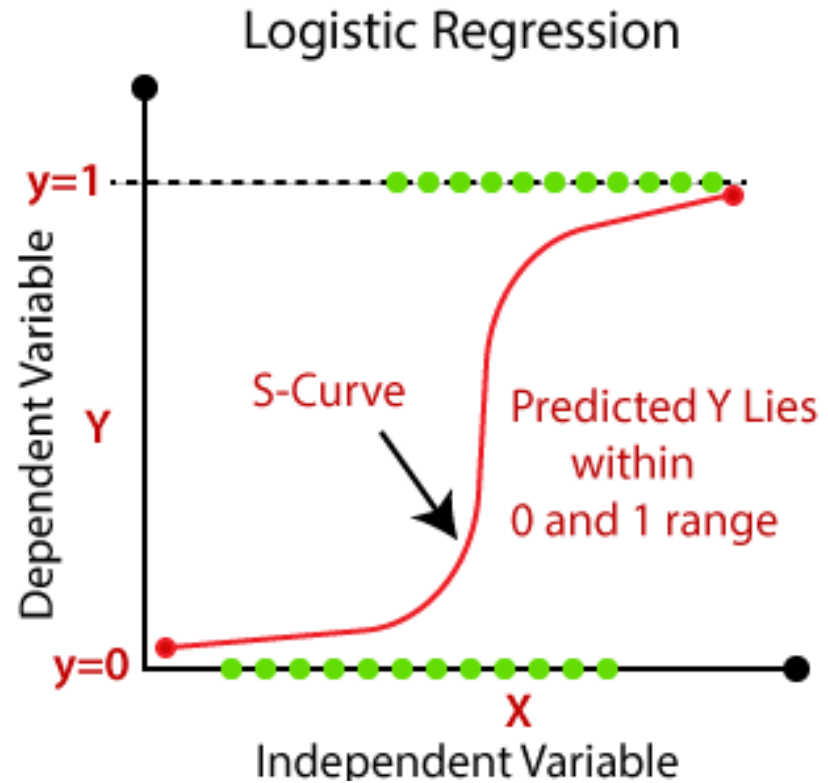 Logistic Regression
y=1
Dependent Variable
Y
S-Curve
Predicted Y Lies
within
0 and 1 range
y=0
X
Independent Variable